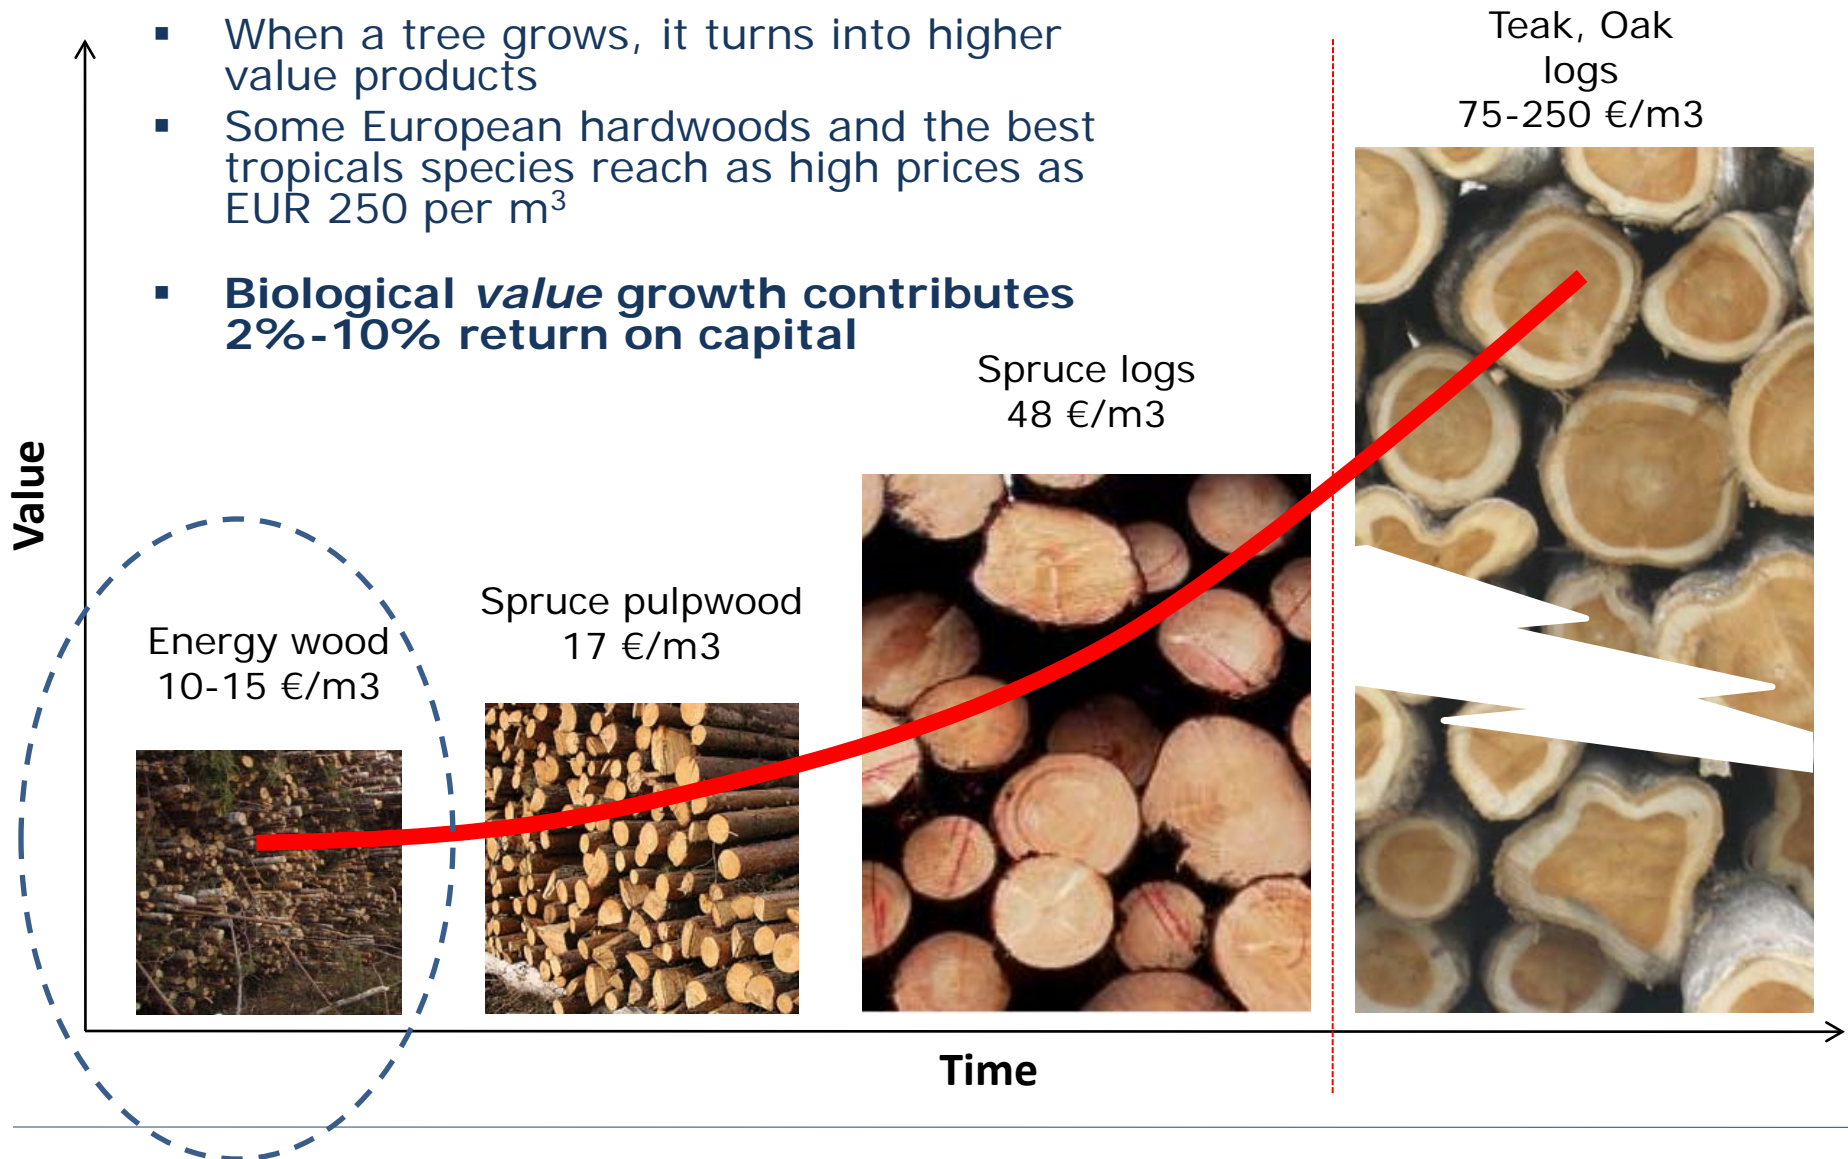 ▪ When a tree grows, it turns into higher
value products
▪ Some European hardwoods and the best
tropicals species reach as high prices as
EUR 250 per m³
▪ Biological value growth contributes
2%-10% return on capital
Teak, Oak
logs
75-250 €/m3
Spruce logs
48 €/m3
Spruce pulpwood
17 €/m3
Energy wood
10-15 €/m3
Value
Time